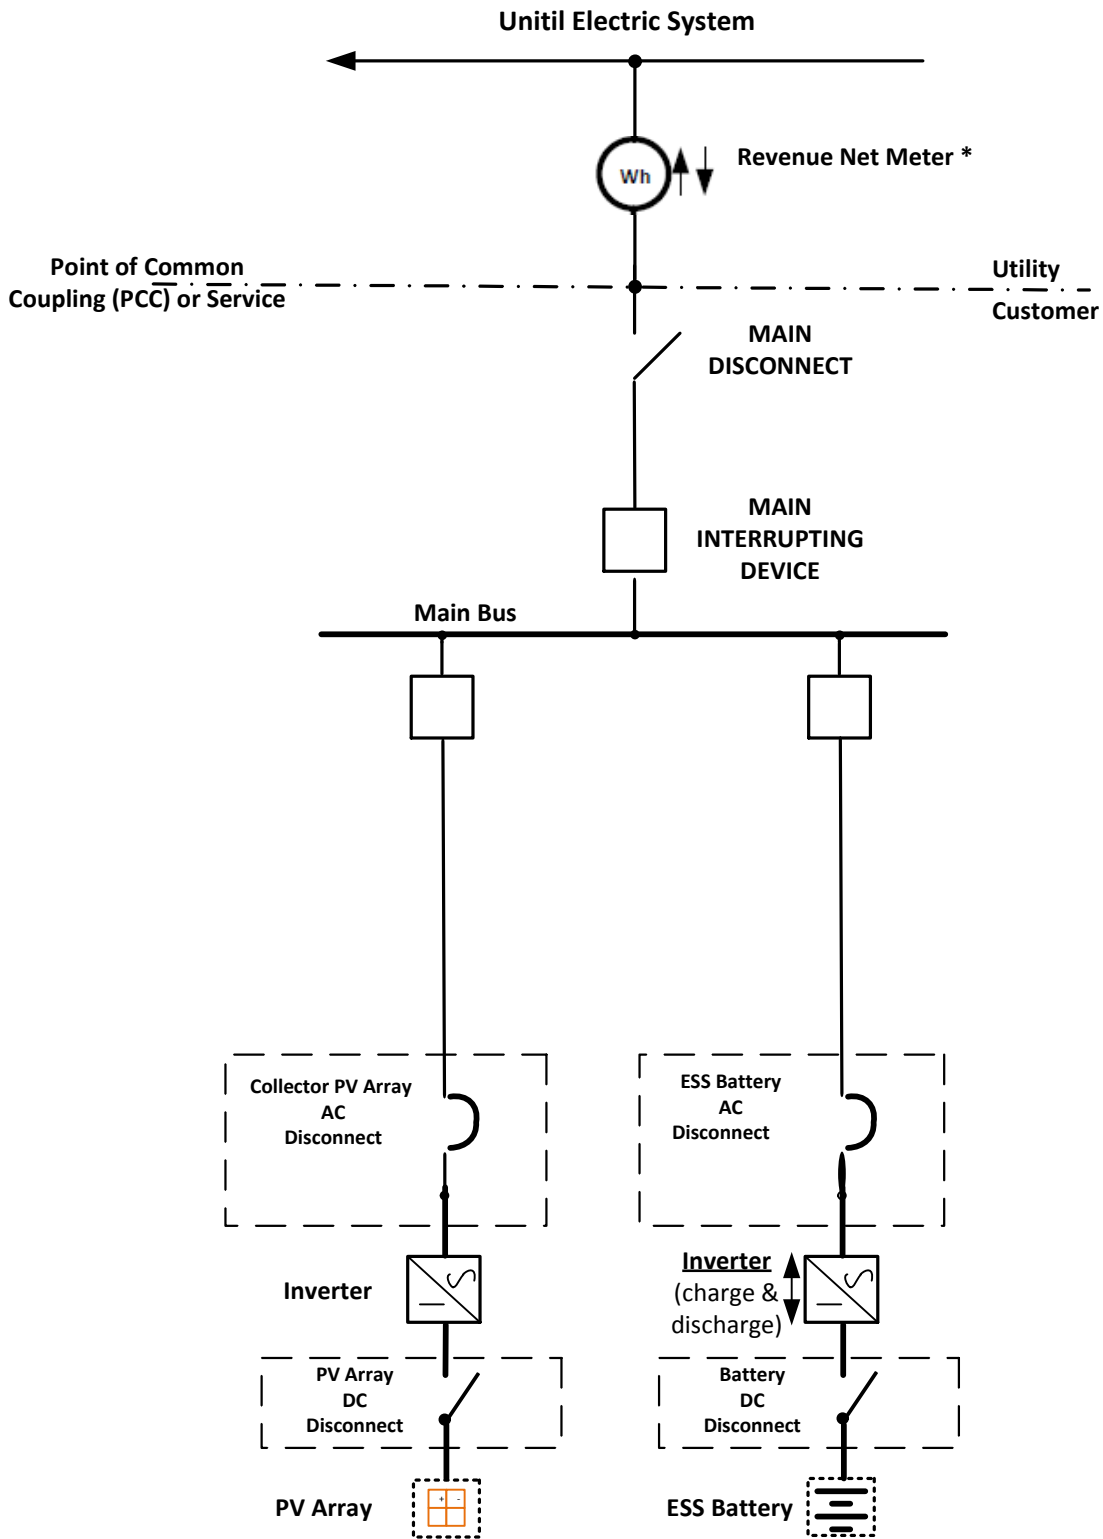 Unitil Electric System
Wh
Revenue Net Meter *
Point of Common
Coupling (PCC) or Service
Utility
Customer
MAIN
DISCONNECT
MAIN
INTERRUPTING
DEVICE
Main Bus
Collector PV Array
AC
Disconnect
ESS Battery
AC
Disconnect
Inverter
Inverter
(charge &
discharge)
PV Array
DC
Disconnect
Battery
DC
Disconnect
PV Array
+ -
ESS Battery